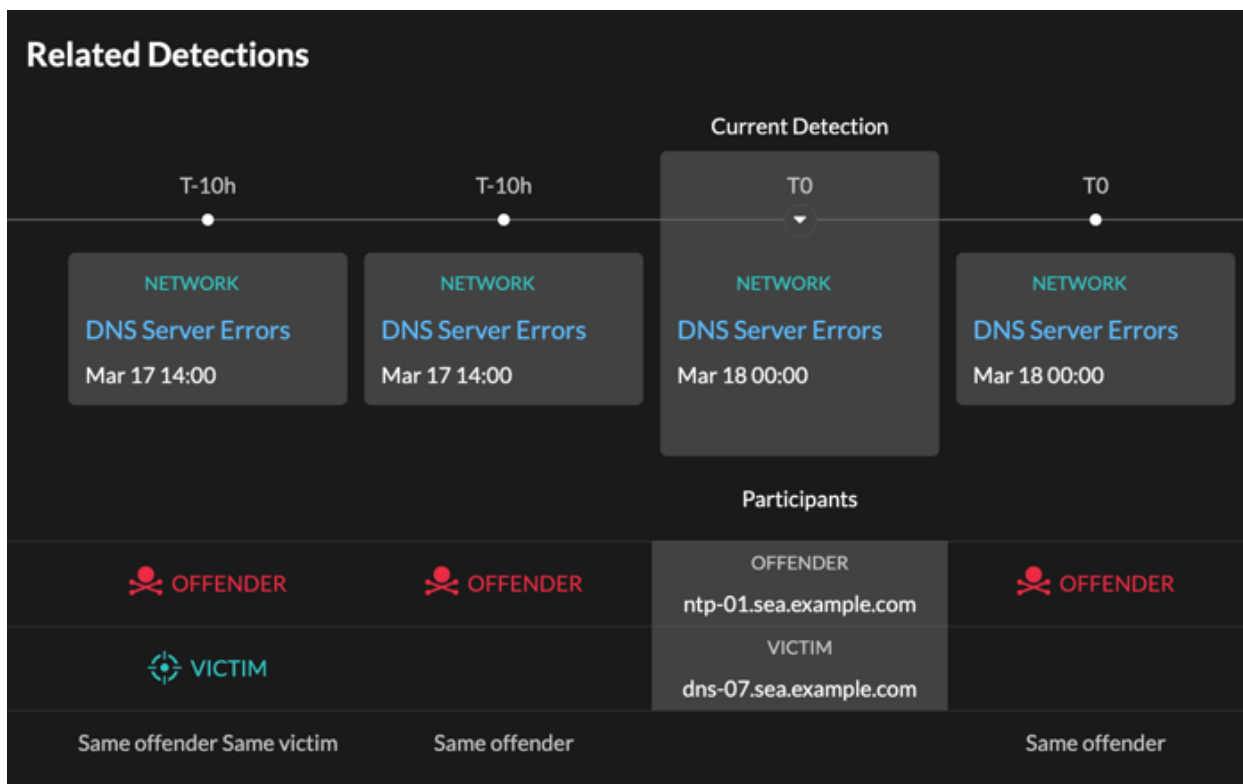 Related Detections
Current Detection
T-10h
T-10h
T0
T0
NETWORK
NETWORK
NETWORK
NETWORK
DNS Server Errors
DNS Server Errors
DNS Server Errors
DNS Server Errors
Mar 17 14:00
Mar 17 14:00
Mar 18 00:00
Mar 18 00:00
Participants
OFFENDER
OFFENDER
OFFENDER
ntp-01.sea.example.com
OFFENDER
VICTIM
VICTIM
dns-07.sea.example.com
Same offender Same victim
Same offender
Same offender